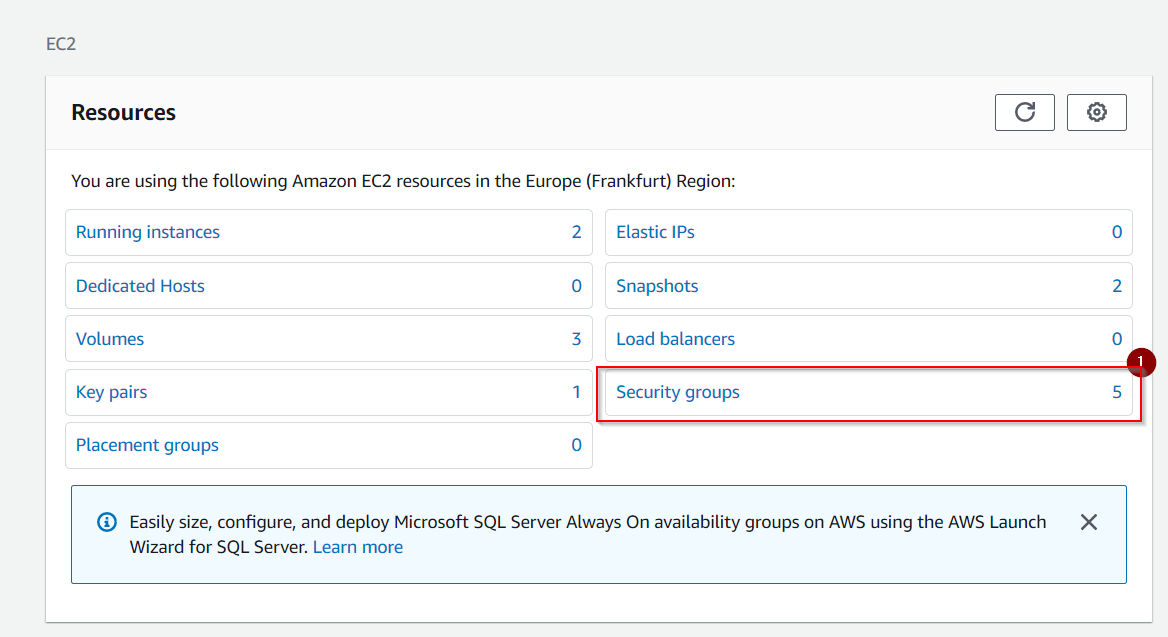 EC2
Resources
You are using the following Amazon EC2 resources in the Europe (Frankfurt) Region:
Running instances 2
Elastic IPs 0
Dedicated Hosts 0
Snapshots 2
Volumes 3
Load balancers 0
1
Key pairs 1
Security groups 5
Placement groups 0
Easily size, configure, and deploy Microsoft SQL Server Always On availability groups on AWS using the AWS Launch
Wizard for SQL Server. Learn more